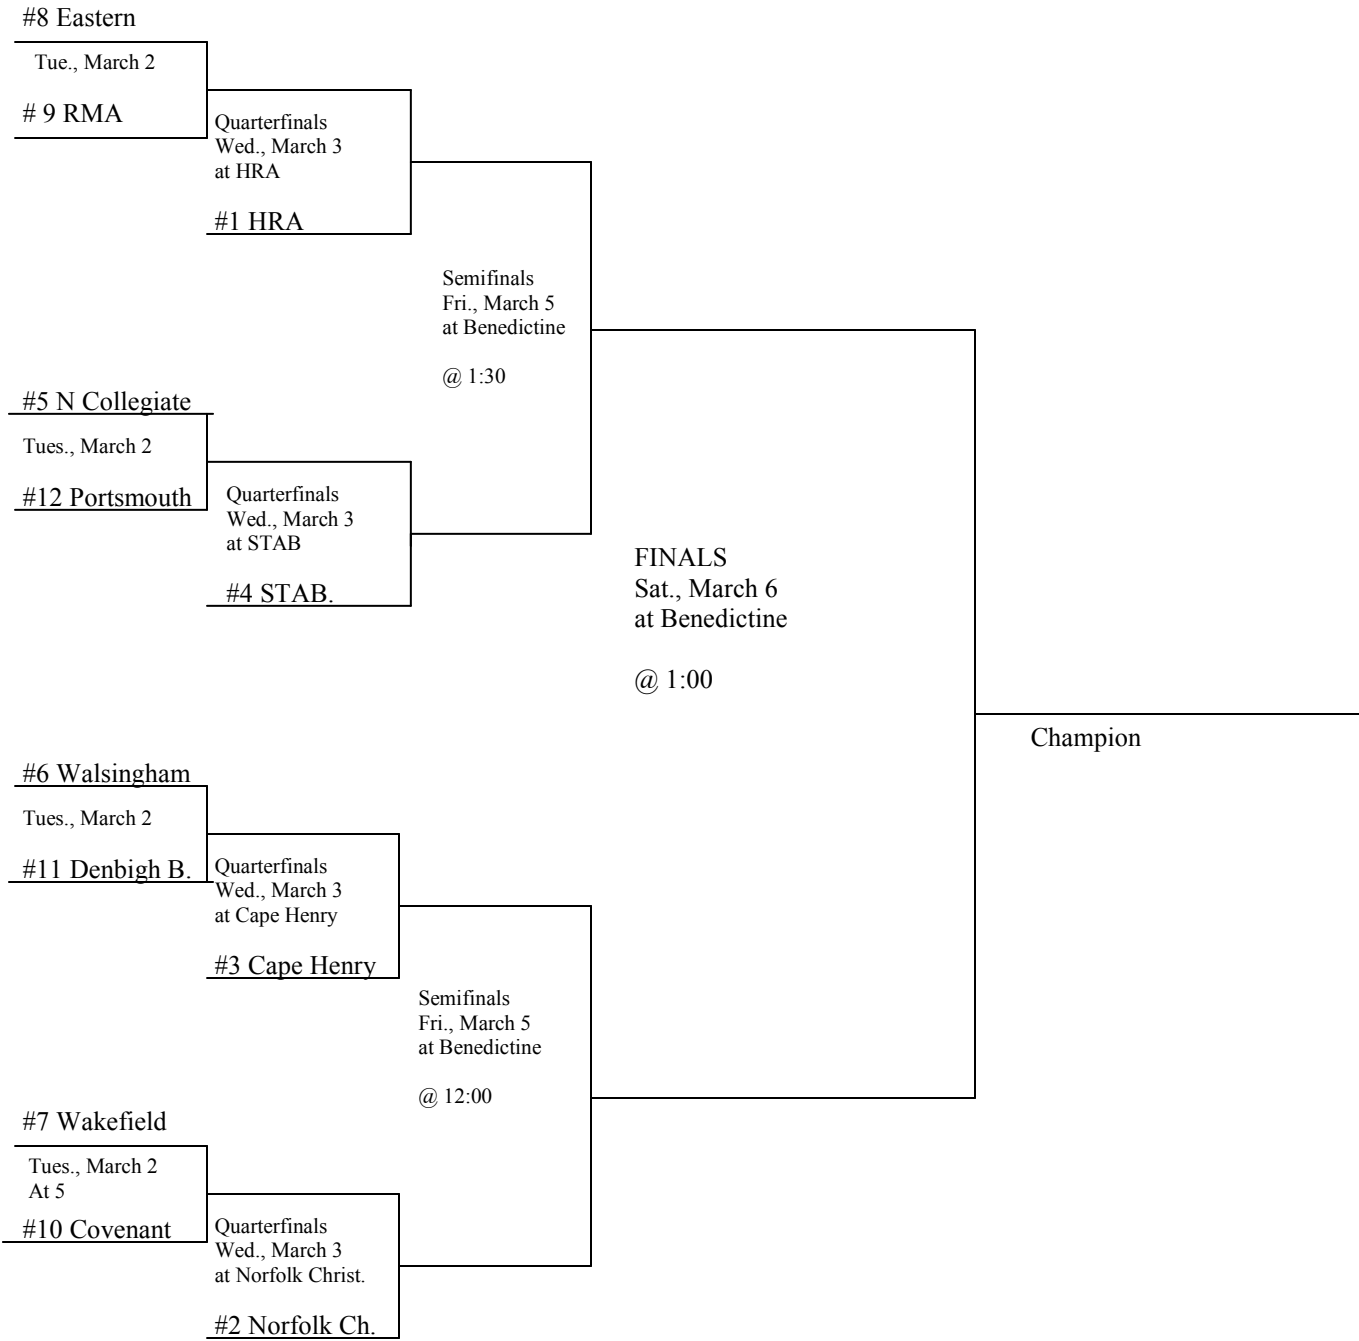 #8 Eastern
Tue., March 2
# 9 RMA
Quarterfinals
Wed., March 3
at HRA
#1 HRA
Semifinals
Fri., March 5
at Benedictine
@ 1:30
#5 N Collegiate
Tues., March 2
#12 Portsmouth
Quarterfinals
Wed., March 3
at STAB
#4 STAB.
FINALS
Sat., March 6
at Benedictine
@ 1:00
Champion
#6 Walsingham
Tues., March 2
#11 Denbigh B.
Quarterfinals
Wed., March 3
at Cape Henry
#3 Cape Henry
Semifinals
Fri., March 5
at Benedictine
@ 12:00
#7 Wakefield
Tues., March 2
At 5
#10 Covenant
Quarterfinals
Wed., March 3
at Norfolk Christ.
#2 Norfolk Ch.